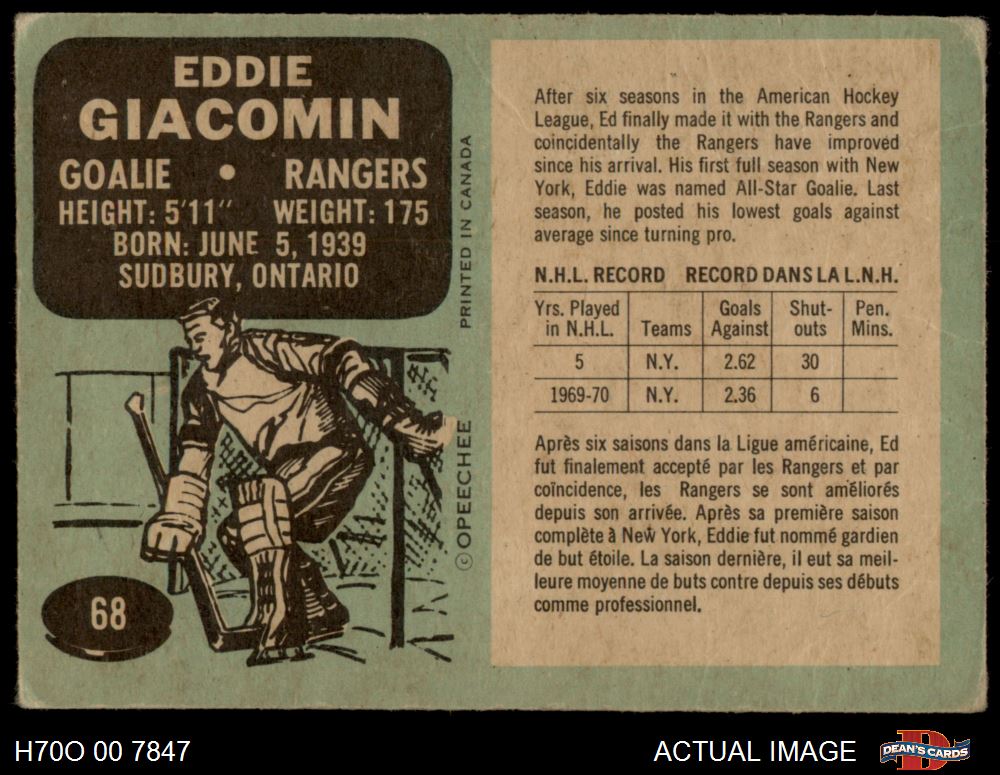 EDDIE
GIACOMIN
GOALIE • RANGERS
HEIGHT: 5'11" WEIGHT: 175
BORN: JUNE 5, 1939
SUDBURY, ONTARIO
PRINTED IN CANADA
© OPEECHEE
68
After six seasons in the American Hockey
League, Ed finally made it with the Rangers and
coincidentally the Rangers have improved
since his arrival. His first full season with New
York, Eddie was named All-Star Goalie. Last
season, he posted his lowest goals against
average since turning pro.
N.H.L. RECORD RECORD DANS LA L.N.H.
Yrs. Played in N.H.L. Teams Goals Against Shut-outs Pen. Mins.
5 N.Y. 2.62 30
1969-70 N.Y. 2.36 6
Après six saisons dans la Ligue américaine, Ed
fut finalement accepté par les Rangers et par
coïncidence, les Rangers se sont améliorés
depuis son arrivée. Après sa première saison
complète à New York, Eddie fut nommé gardien
de but étoile. La saison dernière, il eut sa meil-
leure moyenne de buts contre depuis ses débuts
comme professionnel.
H70O 00 7847
ACTUAL IMAGE
D
DEAN'S CARDS